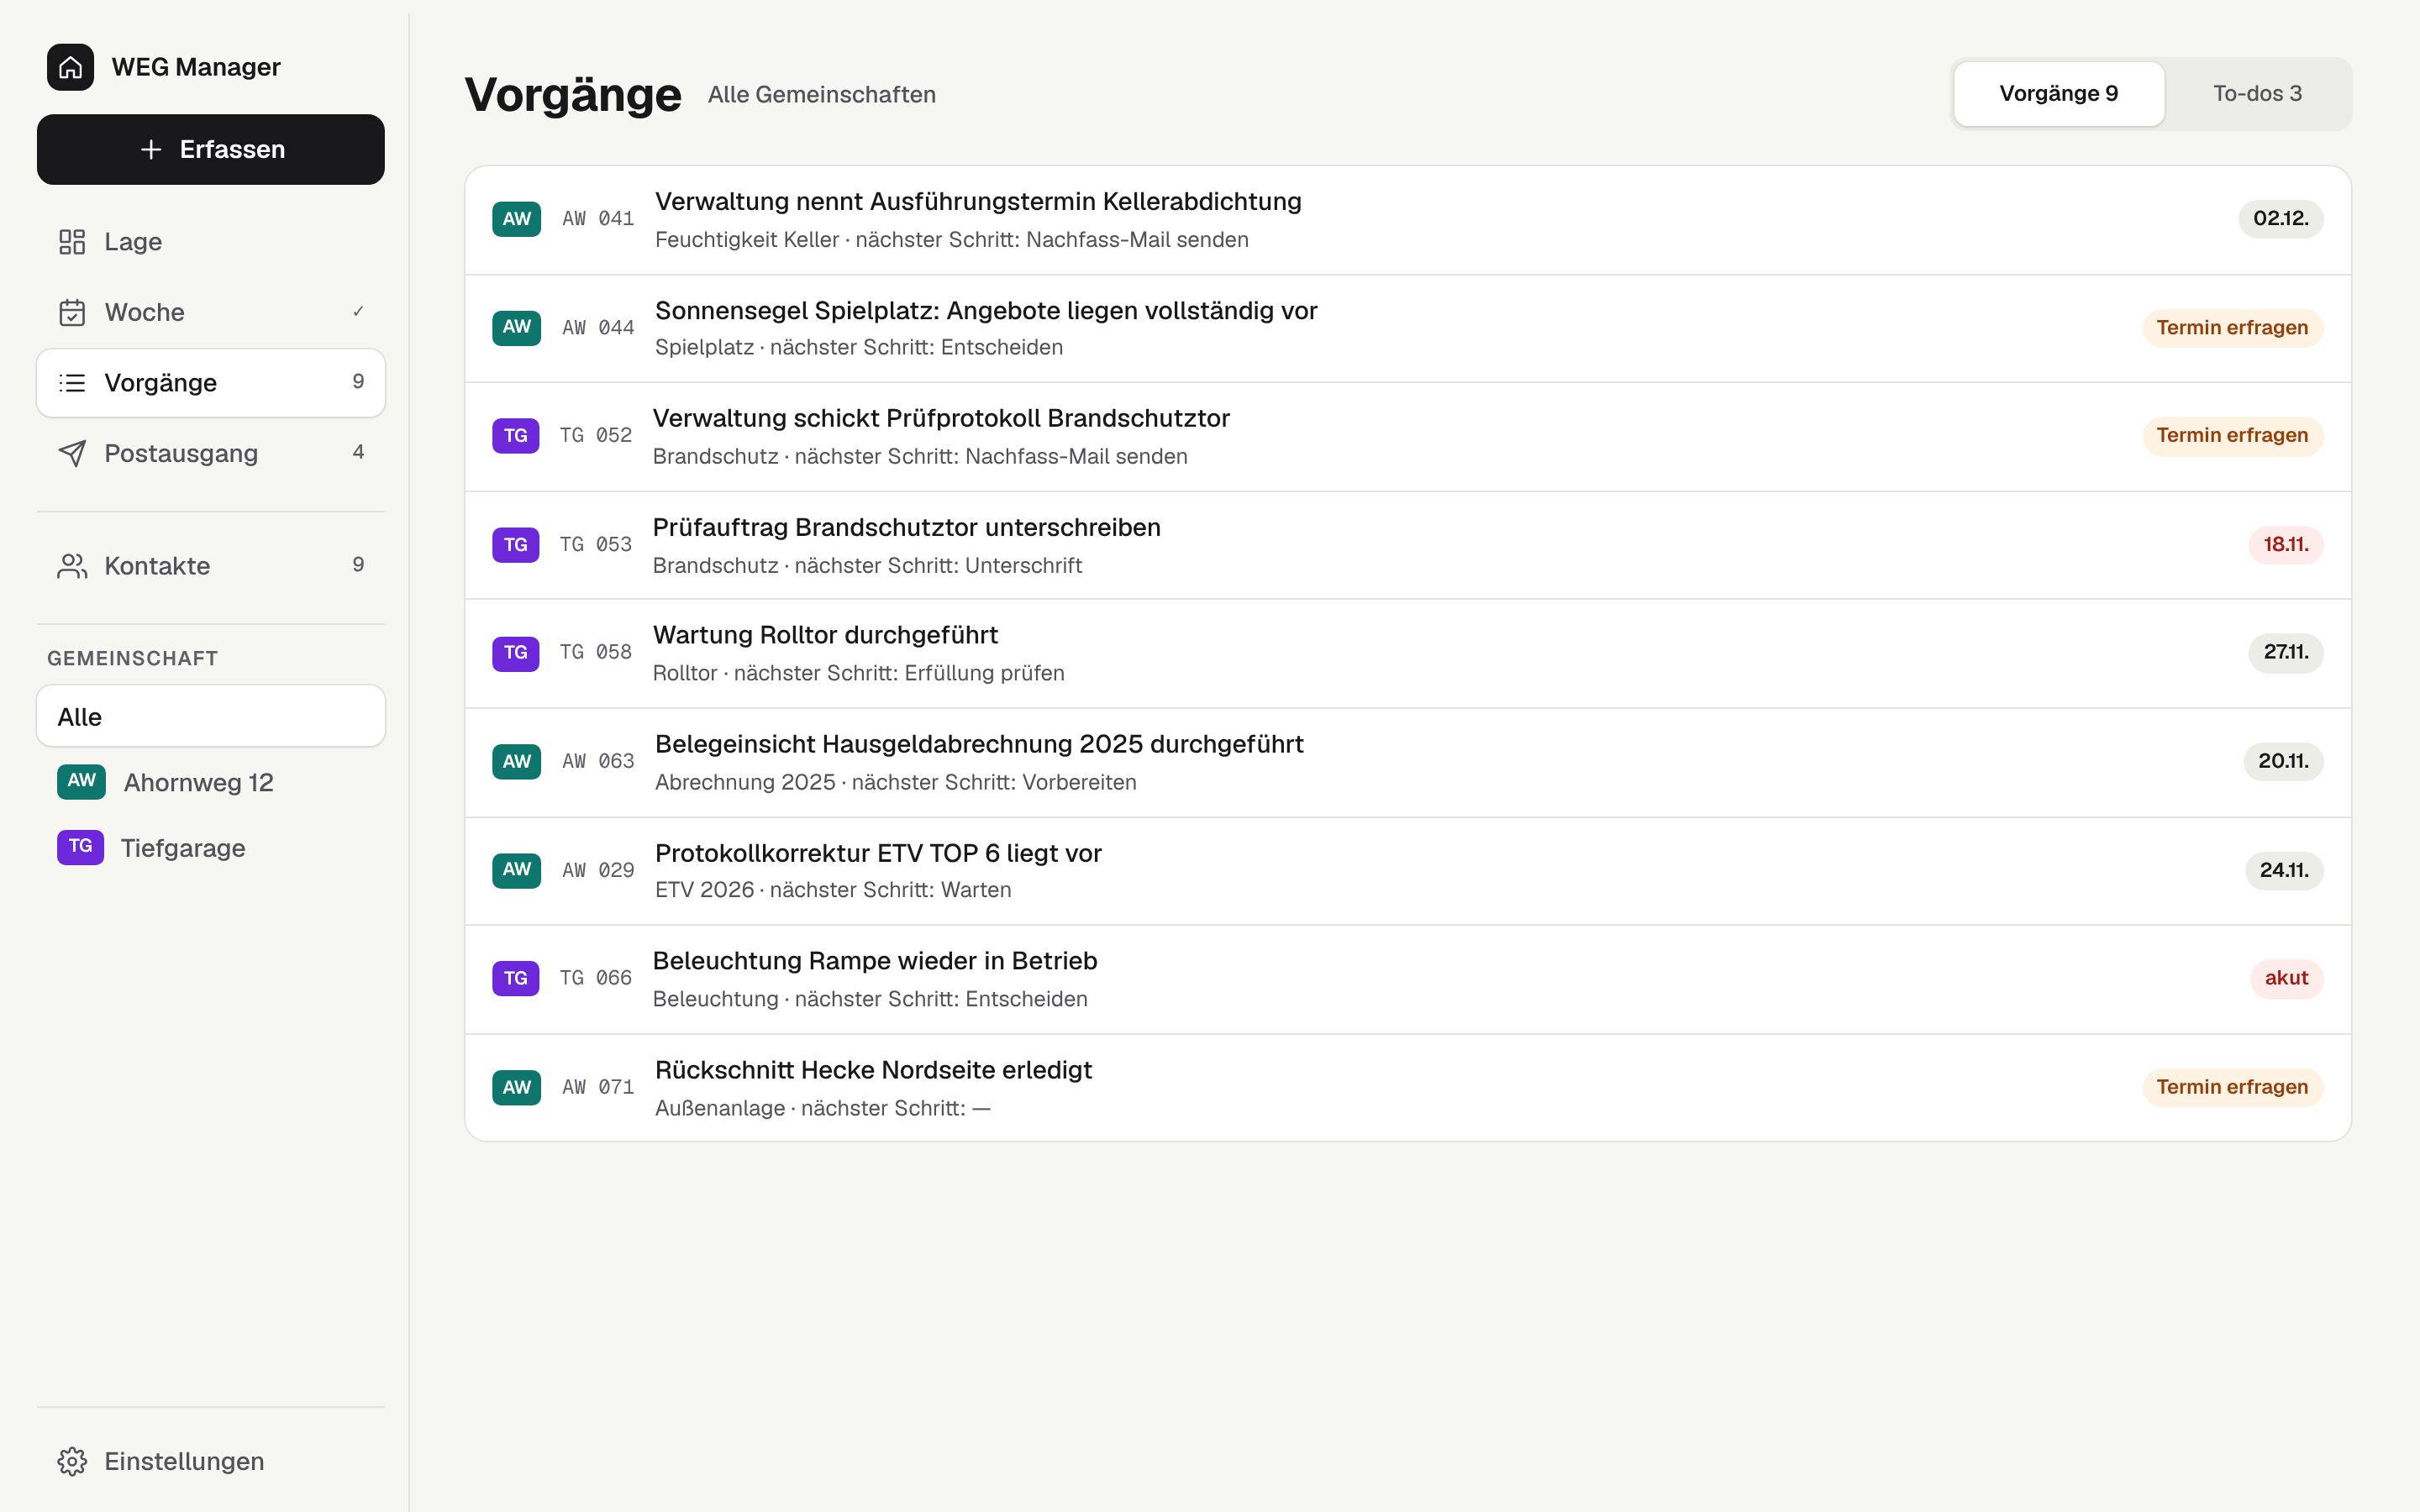 WEG Manager
Erfassen
Lage
Woche ✓
Vorgänge 9
Postausgang 4
Kontakte 9
GEMEINSCHAFT
Alle
AW Ahornweg 12
TG Tiefgarage
Einstellungen
Vorgänge Alle Gemeinschaften
Vorgänge 9 To-dos 3
AW AW 041 Verwaltung nennt Ausführungstermin Kellerabdichtung
Feuchtigkeit Keller · nächster Schritt: Nachfass-Mail senden
02.12.
AW AW 044 Sonnensegel Spielplatz: Angebote liegen vollständig vor
Spielplatz · nächster Schritt: Entscheiden
Termin erfragen
TG TG 052 Verwaltung schickt Prüfprotokoll Brandschutztor
Brandschutz · nächster Schritt: Nachfass-Mail senden
Termin erfragen
TG TG 053 Prüfauftrag Brandschutztor unterschreiben
Brandschutz · nächster Schritt: Unterschrift
18.11.
TG TG 058 Wartung Rolltor durchgeführt
Rolltor · nächster Schritt: Erfüllung prüfen
27.11.
AW AW 063 Belegeinsicht Hausgeldabrechnung 2025 durchgeführt
Abrechnung 2025 · nächster Schritt: Vorbereiten
20.11.
AW AW 029 Protokollkorrektur ETV TOP 6 liegt vor
ETV 2026 · nächster Schritt: Warten
24.11.
TG TG 066 Beleuchtung Rampe wieder in Betrieb
Beleuchtung · nächster Schritt: Entscheiden
akut
AW AW 071 Rückschnitt Hecke Nordseite erledigt
Außenanlage · nächster Schritt: —
Termin erfragen